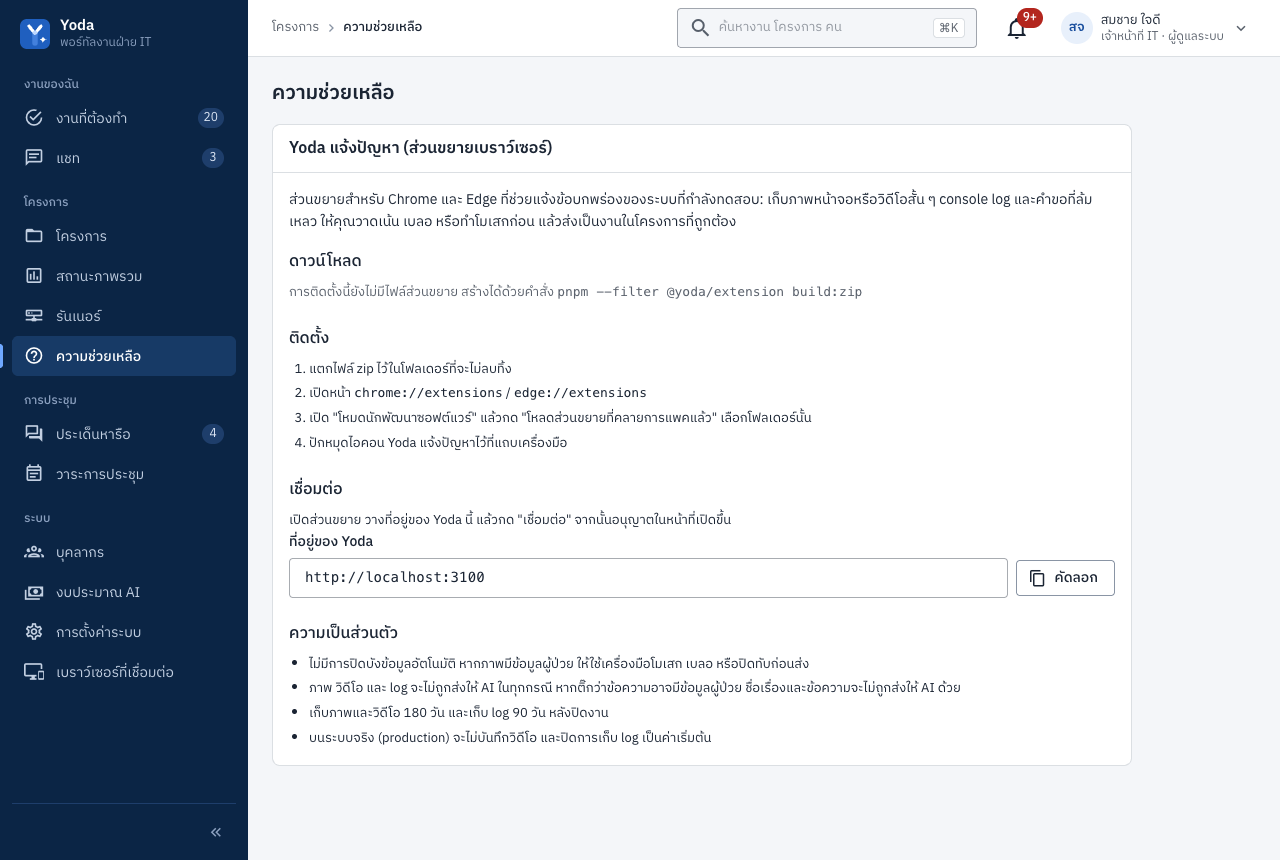 Yoda
พอร์ทัลงานฝ่าย IT
งานของฉัน
งานที่ต้องทำ 20
แชท 3
โครงการ
โครงการ
สถานะภาพรวม
รันเนอร์
ความช่วยเหลือ
การประชุม
ประเด็นหารือ 4
วาระการประชุม
ระบบ
บุคลากร
งบประมาณ AI
การตั้งค่าระบบ
เบราว์เซอร์ที่เชื่อมต่อ
โครงการ ความช่วยเหลือ
ค้นหางาน โครงการ คน ⌘K
9+
สจ
สมชาย ใจดี
เจ้าหน้าที่ IT · ผู้ดูแลระบบ
ความช่วยเหลือ
Yoda แจ้งปัญหา (ส่วนขยายเบราว์เซอร์)
ส่วนขยายสำหรับ Chrome และ Edge ที่ช่วยแจ้งข้อบกพร่องของระบบที่กำลังทดสอบ: เก็บภาพหน้าจอหรือวิดีโอสั้น ๆ console log และคำขอที่ล้ม
เหลว ให้คุณวาดเน้น เบลอ หรือทำโมเสกก่อน แล้วส่งเป็นงานในโครงการที่ถูกต้อง
ดาวน์โหลด
การติดตั้งนี้ยังไม่มีไฟล์ส่วนขยาย สร้างได้ด้วยคำสั่ง pnpm --filter @yoda/extension build:zip
ติดตั้ง
1. แตกไฟล์ zip ไว้ในโฟลเดอร์ที่จะไม่ลบทิ้ง
2. เปิดหน้า chrome://extensions / edge://extensions
3. เปิด "โหมดนักพัฒนาซอฟต์แวร์" แล้วกด "โหลดส่วนขยายที่คลายการแพคแล้ว" เลือกโฟลเดอร์นั้น
4. ปักหมุดไอคอน Yoda แจ้งปัญหาไว้ที่แถบเครื่องมือ
เชื่อมต่อ
เปิดส่วนขยาย วางที่อยู่ของ Yoda นี้ แล้วกด "เชื่อมต่อ" จากนั้นอนุญาตในหน้าที่เปิดขึ้น
ที่อยู่ของ Yoda
http://localhost:3100
คัดลอก
ความเป็นส่วนตัว
ไม่มีการปิดบังข้อมูลอัตโนมัติ หากภาพมีข้อมูลผู้ป่วย ให้ใช้เครื่องมือโมเสก เบลอ หรือปิดทับก่อนส่ง
ภาพ วิดีโอ และ log จะไม่ถูกส่งให้ AI ในทุกกรณี หากติ๊กว่าข้อความอาจมีข้อมูลผู้ป่วย ชื่อเรื่องและข้อความจะไม่ถูกส่งให้ AI ด้วย
เก็บภาพและวิดีโอ 180 วัน และเก็บ log 90 วัน หลังปิดงาน
บนระบบจริง (production) จะไม่บันทึกวิดีโอ และปิดการเก็บ log เป็นค่าเริ่มต้น